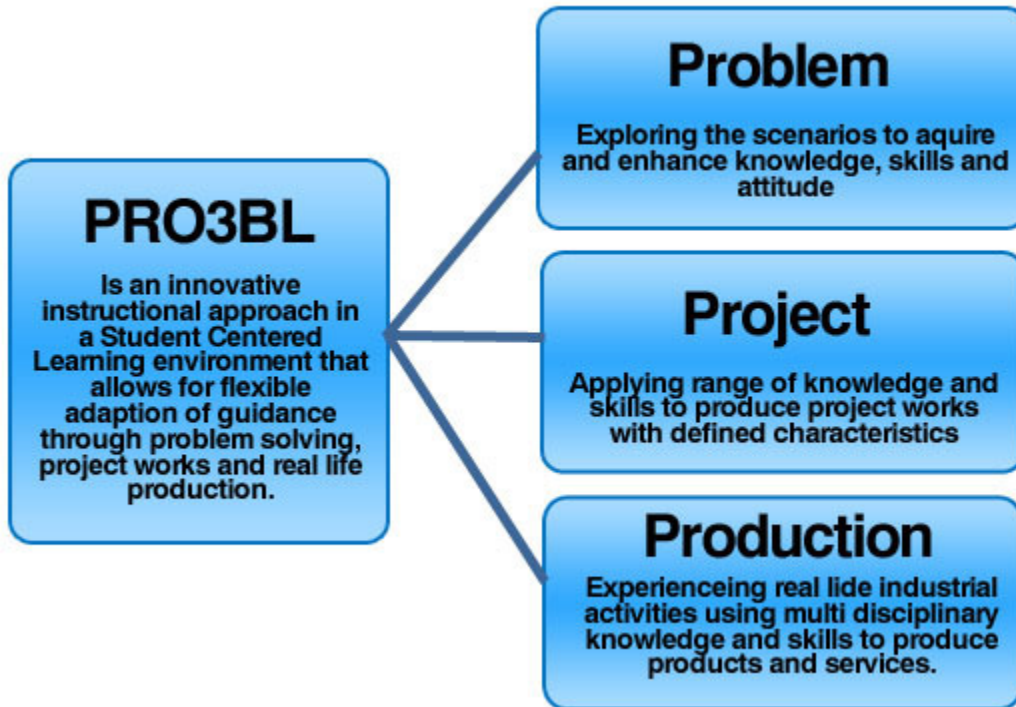 PRO3BL
Is an innovative
instructional approach in
a Student Centered
Learning environment that
allows for flexible
adaption of guidance
through problem solving,
project works and real life
production.
Problem
Exploring the scenarios to aquire
and enhance knowledge, skills and
attitude
Project
Applying range of knowledge and
skills to produce project works
with defined characteristics
Production
Experienceing real lide industrial
activities using multi disciplinary
knowledge and skills to produce
products and services.